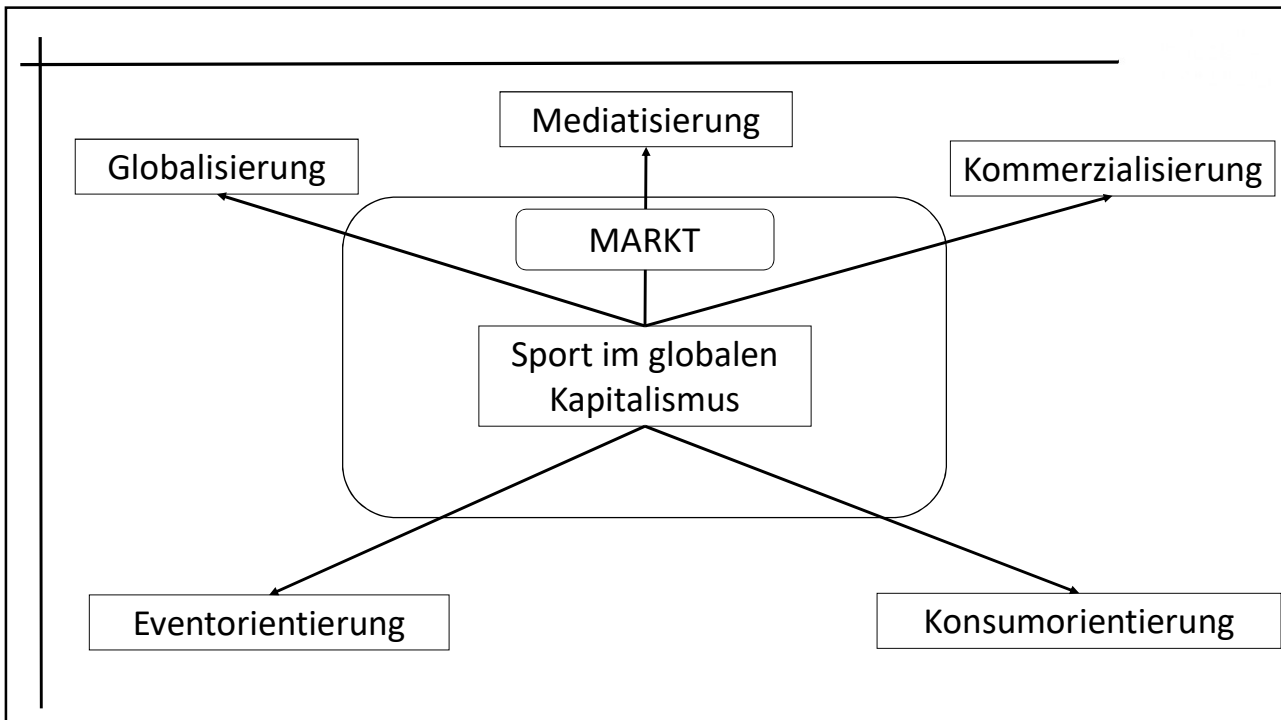 Mediatisierung
Globalisierung
Kommerzialisierung
MARKT
Sport im globalen
Kapitalismus
Eventorientierung
Konsumorientierung